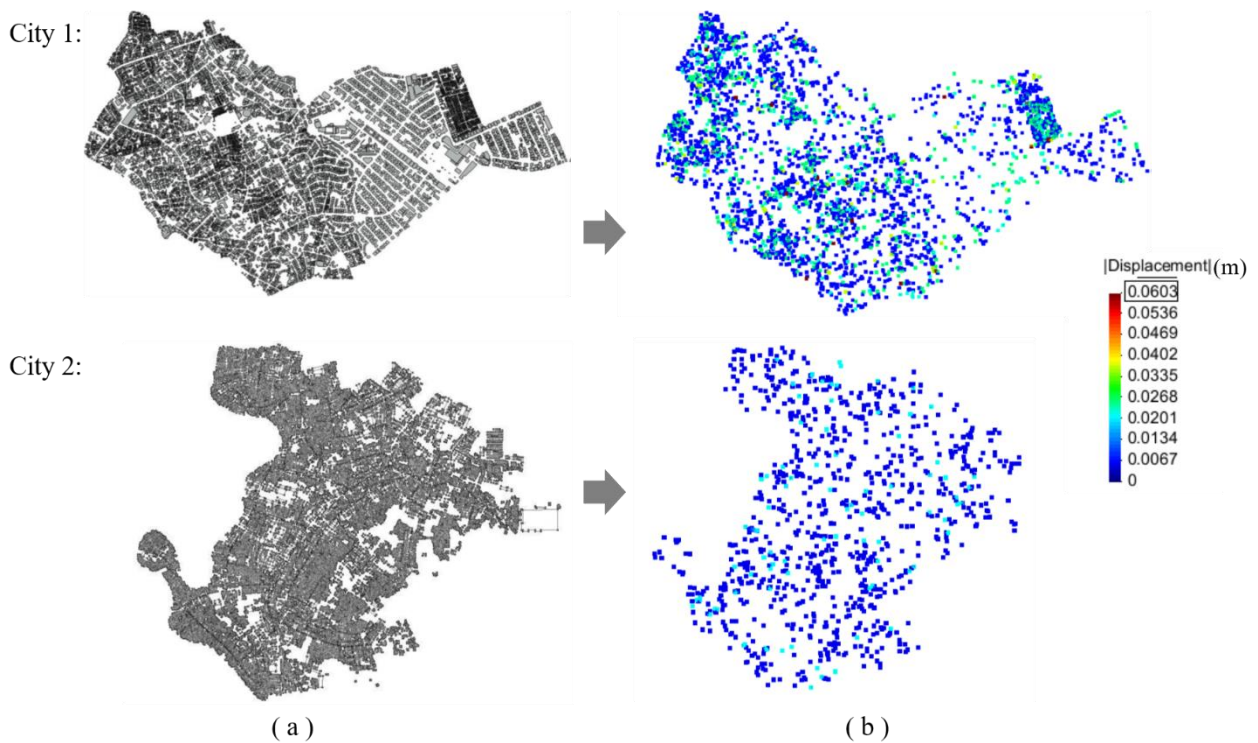 City 1:
|Displacement| (m)
0.0603
0.0536
0.0469
0.0402
0.0335
0.0268
0.0201
0.0134
0.0067
0
City 2:
( a )
( b )